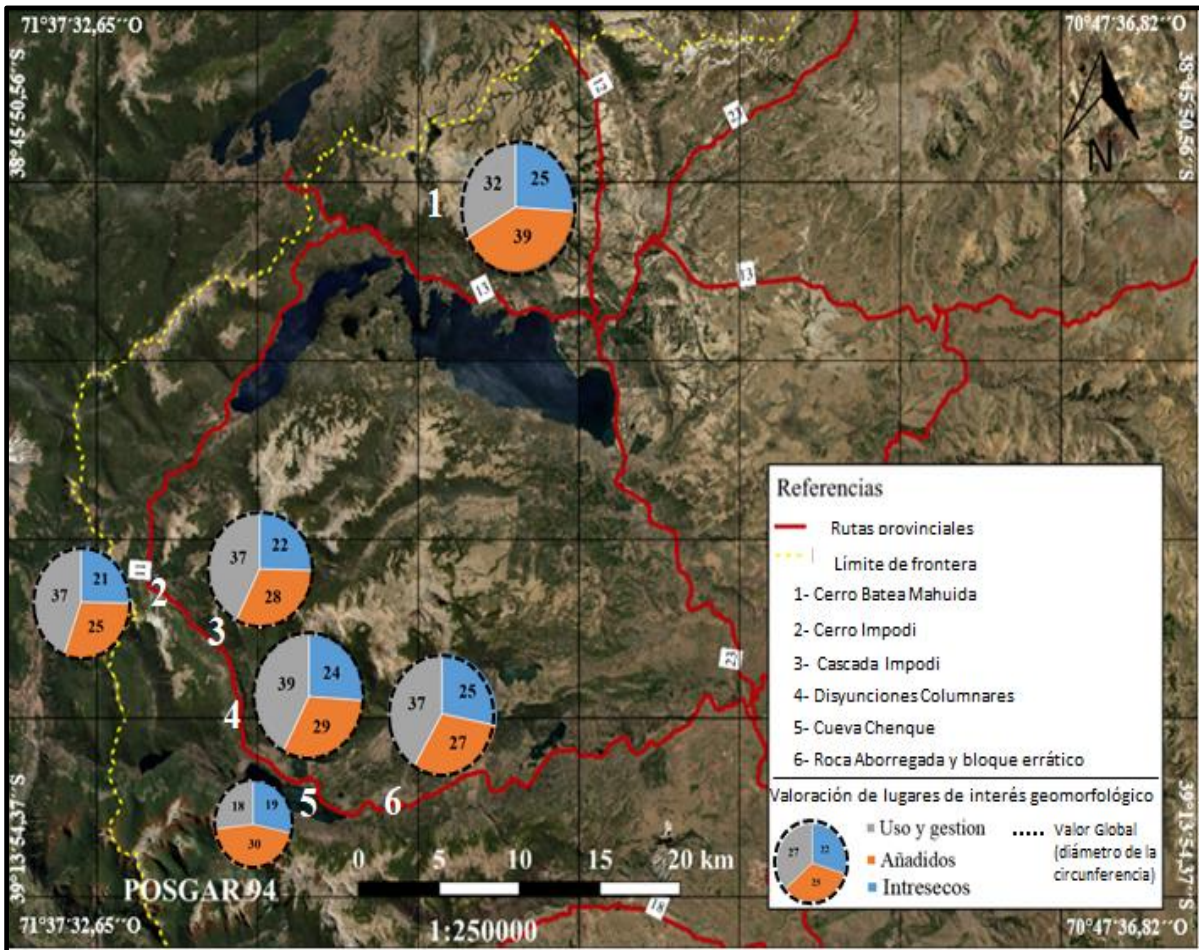 71°37´32,65´´O
70°47´36,82´´O
38°45´50,56´´S
38°45´50,56´´S
N
12
23
13
13
11
23
18
1
32
25
39
2
37
21
25
3
37
22
28
4
39
24
29
37
25
27
5
18
19
30
6
Referencias
Rutas provinciales
Límite de frontera
1- Cerro Batea Mahuida
2- Cerro Impodi
3- Cascada Impodi
4- Disyunciones Columnares
5- Cueva Chenque
6- Roca Aborregada y bloque errático
Valoración de lugares de interés geomorfológico
27
22
25
Uso y gestion
Añadidos
Intresecos
Valor Global
(diámetro de la
circunferencia)
0 5 10 15 20 km
POSGAR 94
1:250000
39°13´54,37´´S
39°13´54,37´´S
71°37´32,65´´O
70°47´36,82´´O